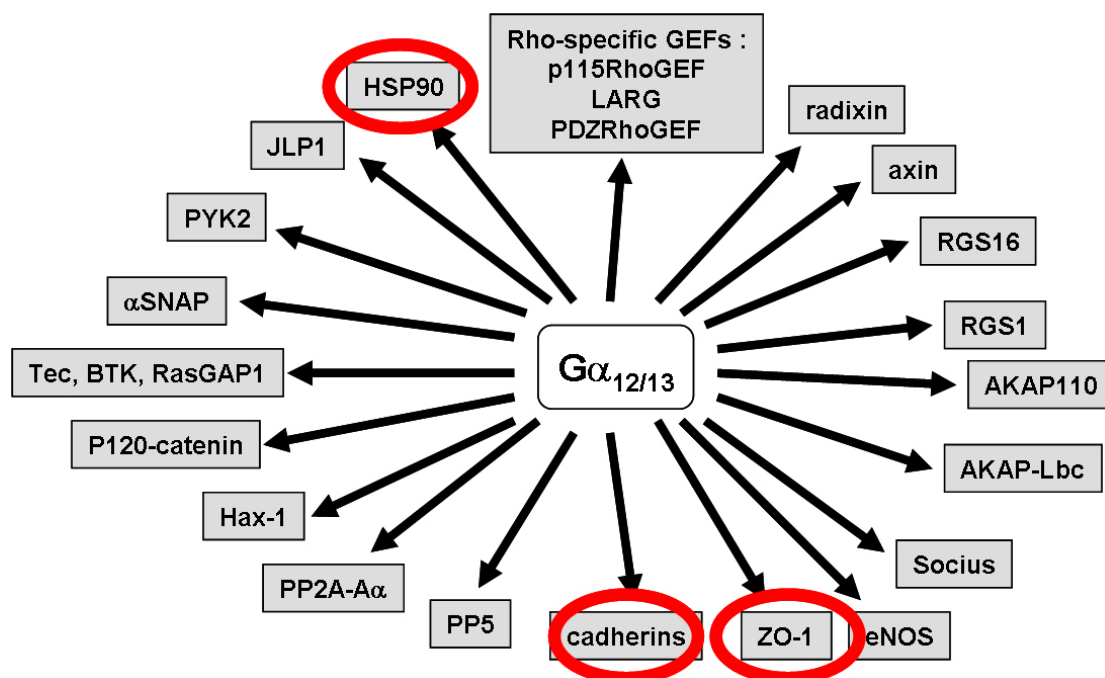 Rho-specific GEFs :
p115RhoGEF
LARG
PDZRhoGEF
HSP90
radixin
JLP1
axin
PYK2
RGS16
αSNAP
RGS1
Gα12/13
Tec, BTK, RasGAP1
AKAP110
P120-catenin
AKAP-Lbc
Hax-1
Socius
PP2A-Aα
PP5
cadherins
ZO-1
eNOS